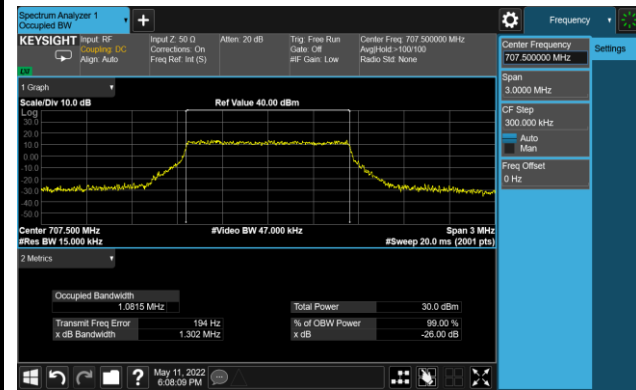 Spectrum Analyzer 1
Occupied BW
Frequency
KEYSIGHT
Input: RF
Coupling: DC
Align: Auto
Input Z: 50 Ω
Corrections: On
Freq Ref: Int (S)
Atten: 20 dB
Trig: Free Run
Gate: Off
#IF Gain: Low
Center Freq: 707.500000 MHz
Avg|Hold:>100/100
Radio Std: None
Center Frequency
707.500000 MHz
Settings
Span
3.0000 MHz
CF Step
300.000 kHz
Auto
Man
Freq Offset
0 Hz
1 Graph
Scale/Div 10.0 dB
Ref Value 40.00 dBm
Log
30.0
20.0
10.0
0.00
-10.0
-20.0
-30.0
-40.0
-50.0
Center 707.500 MHz
#Video BW 47.000 kHz
Span 3 MHz
#Res BW 15.000 kHz
#Sweep 20.0 ms (2001 pts)
2 Metrics
Occupied Bandwidth
1.0815 MHz
Total Power
30.0 dBm
Transmit Freq Error
194 Hz
% of OBW Power
99.00 %
x dB Bandwidth
1.302 MHz
x dB
-26.00 dB
?
May 11, 2022
6:08:09 PM